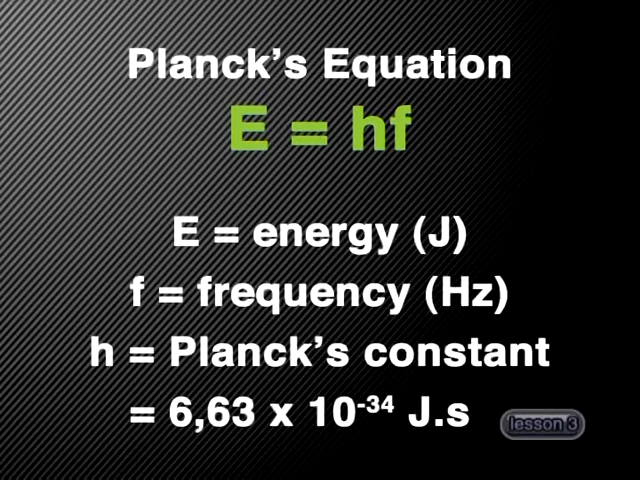 Planck’s Equation
E = hf
E = energy (J)
f = frequency (Hz)
h = Planck’s constant
= 6,63 x 10⁻³⁴ J.s
lesson 3